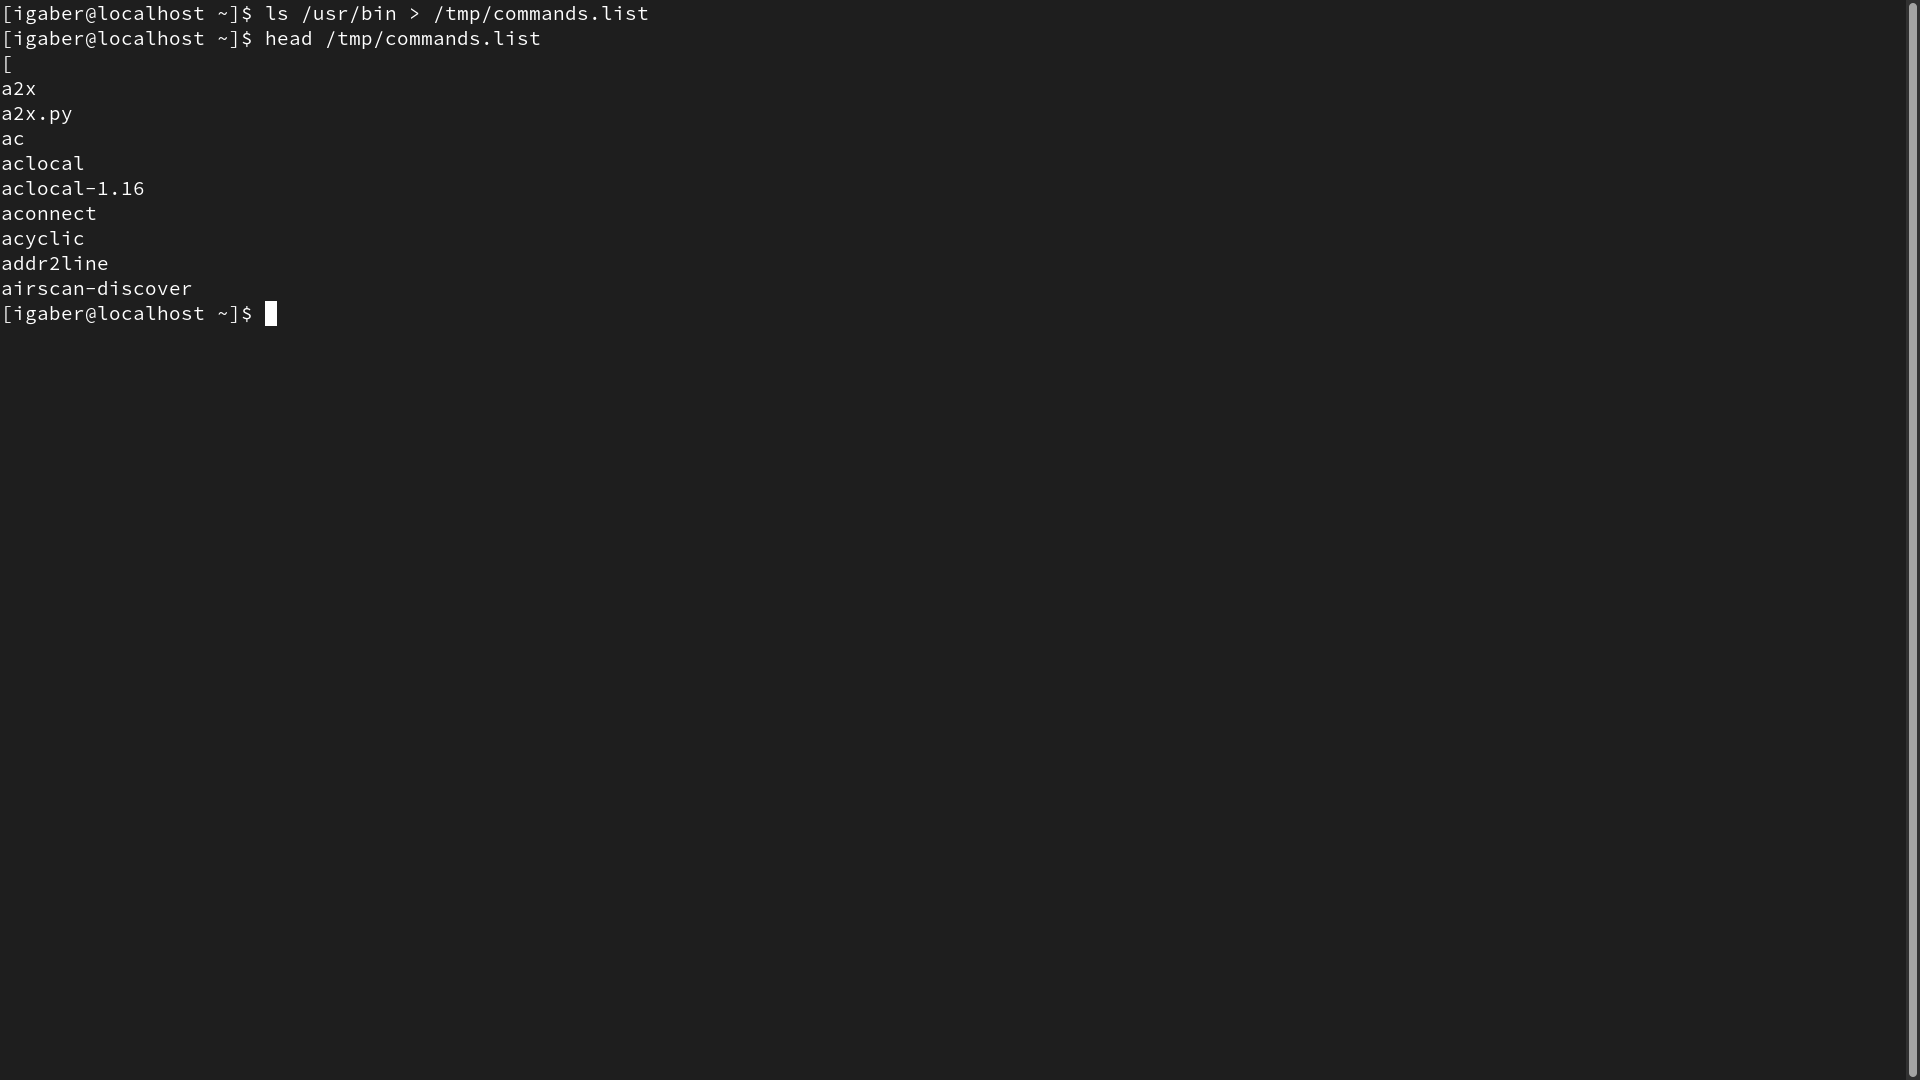 [igaber@localhost ~]$ ls /usr/bin > /tmp/commands.list
[igaber@localhost ~]$ head /tmp/commands.list
[
a2x
a2x.py
ac
aclocal
aclocal-1.16
aconnect
acyclic
addr2line
airscan-discover
[igaber@localhost ~]$